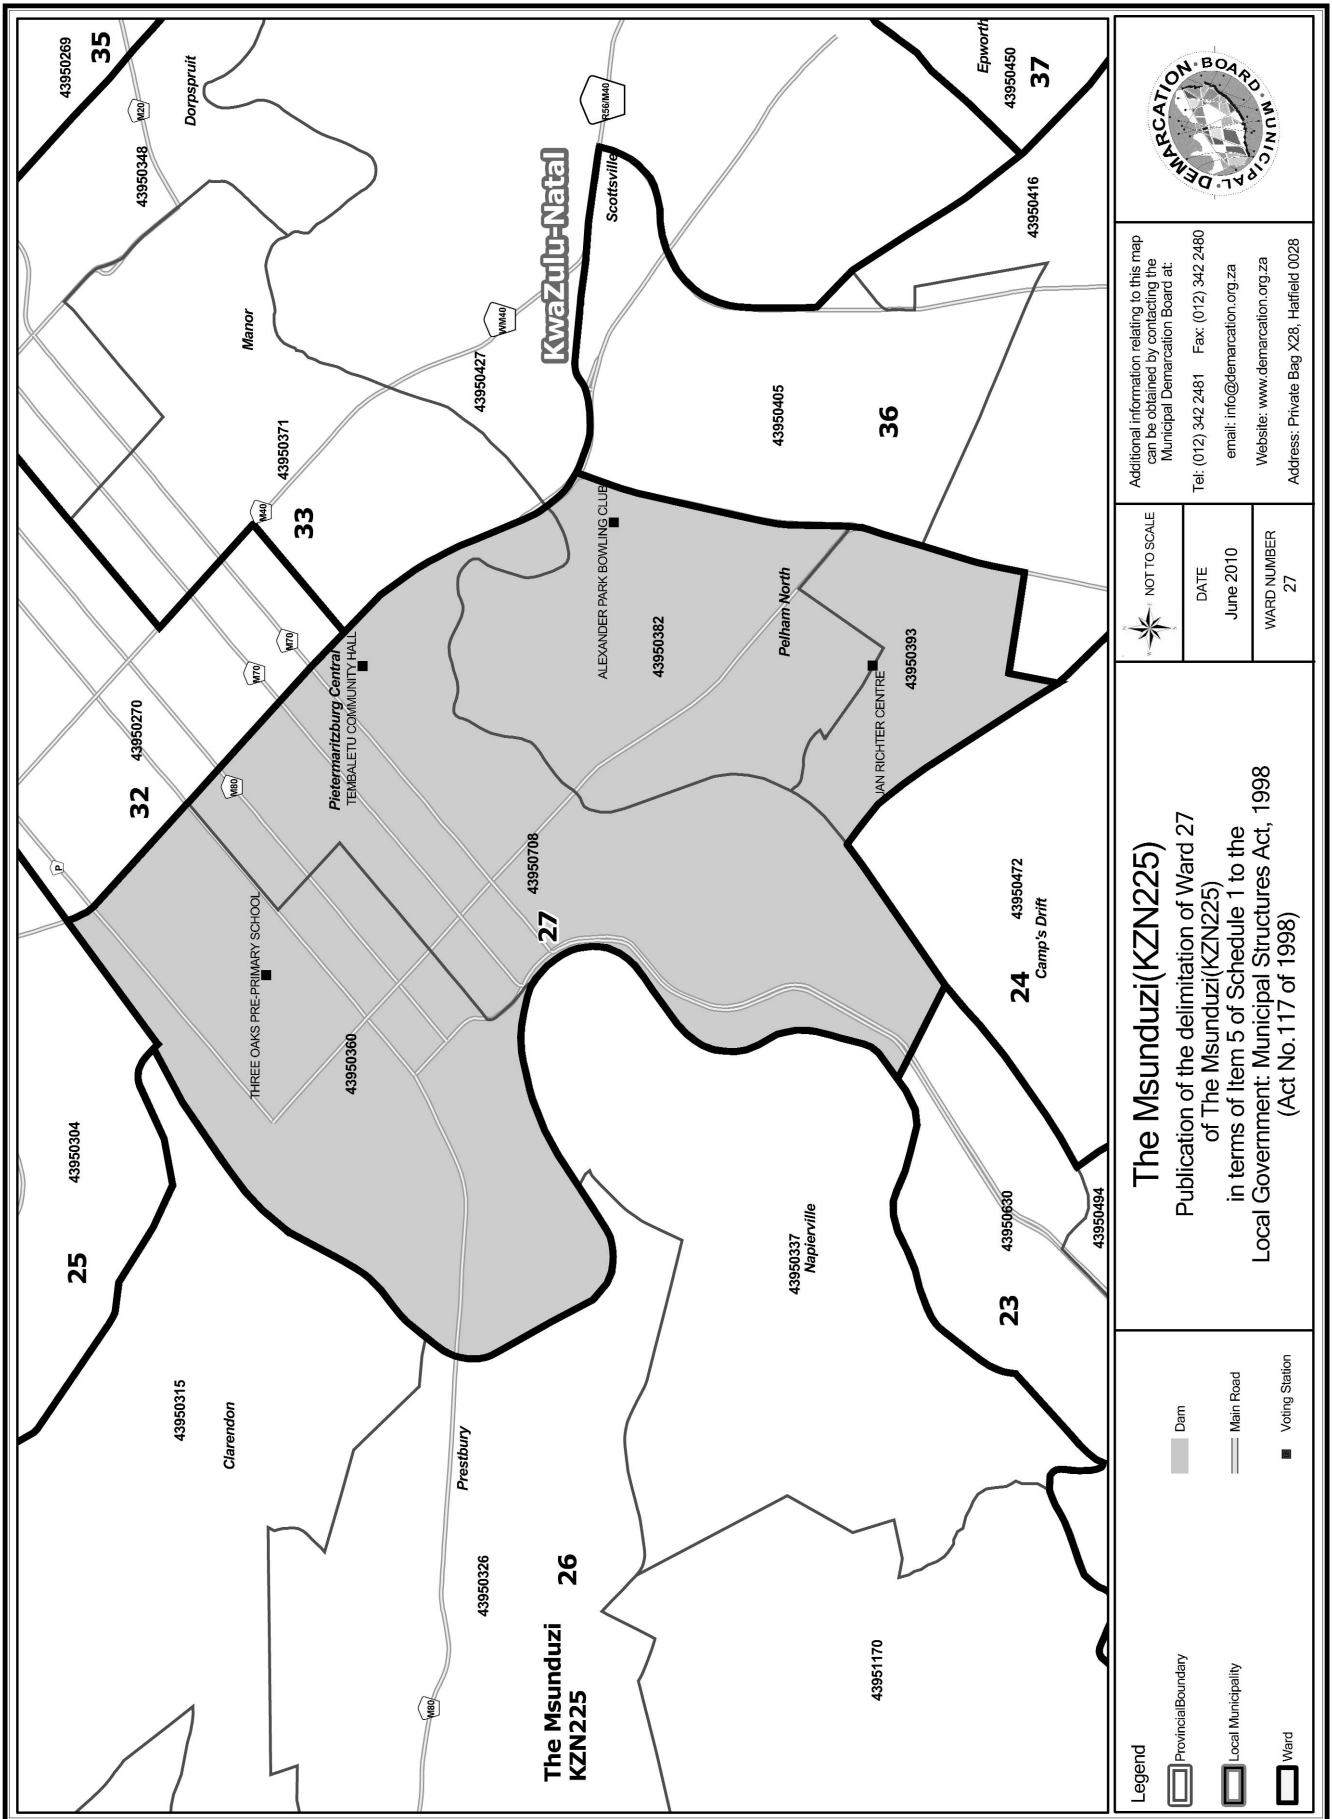 43950304
25
43950315
Clarendon
Prestbury
43950326
26
The Msunduzi
KZN225
M80
43951170
43950337
Napierville
43950630
23
43950494
43950472
24
Camp's Drift
P
32
43950270
M80
M70
M70
THREE OAKS PRE-PRIMARY SCHOOL
43950360
Pietermaritzburg Central
TEMBALETU COMMUNITY HALL
43950708
27
ALEXANDER PARK BOWLING CLUB
43950382
Pelham North
43950393
JAN RICHTER CENTRE
43950269
35
M20
43950348
Dorpspruit
Manor
43950371
M40
33
WM40
43950427
KwaZulu-Natal
Scottsville
R56/M40
43950405
36
Epworth
43950450
37
43950416
Legend
ProvincialBoundary
Local Municipality
Ward
Dam
Main Road
Voting Station
The Msunduzi(KZN225)
Publication of the delimitation of Ward 27
of The Msunduzi(KZN225)
in terms of Item 5 of Schedule 1 to the
Local Government: Municipal Structures Act, 1998
(Act No.117 of 1998)
NOT TO SCALE
DATE
June 2010
WARD NUMBER
27
Additional information relating to this map
can be obtained by contacting the
Municipal Demarcation Board at:
Tel: (012) 342 2481 Fax: (012) 342 2480
email: info@demarcation.org.za
Website: www.demarcation.org.za
Address: Private Bag X28, Hatfield 0028
MUNICIPAL DEMARCATION BOARD